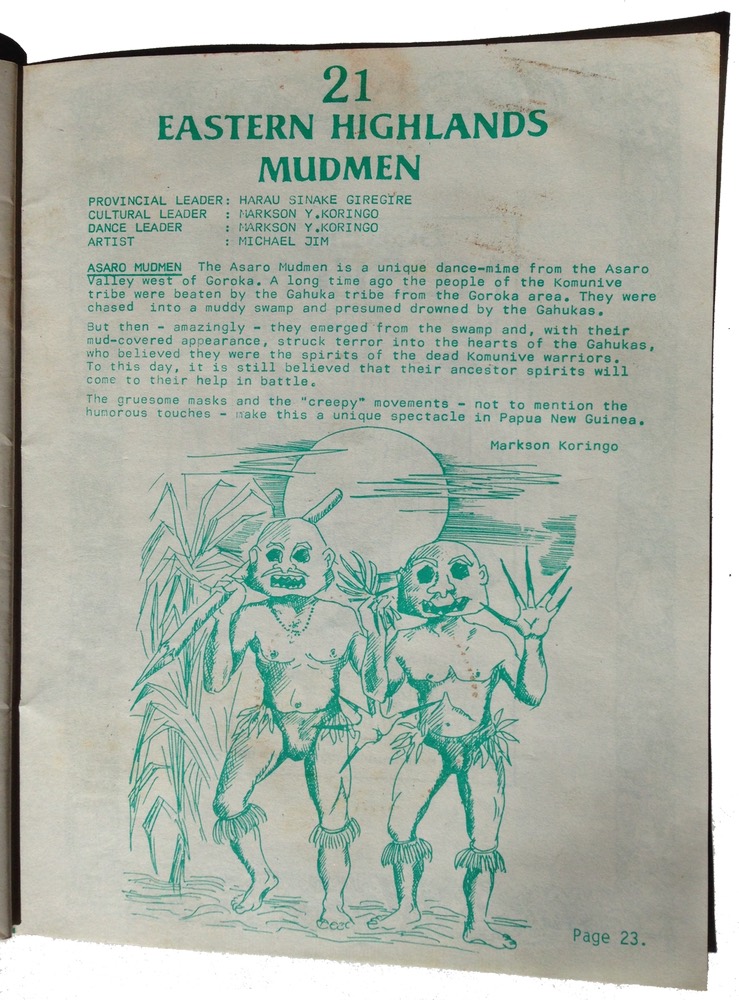 21
EASTERN HIGHLANDS
MUDMEN
PROVINCIAL LEADER: HARAU SINAKE GIREGIRE
CULTURAL LEADER : MARKSON Y.KORINGO
DANCE LEADER : MARKSON Y.KORINGO
ARTIST : MICHAEL JIM
ASARO MUDMEN The Asaro Mudmen is a unique dance-mime from the Asaro
Valley west of Goroka. A long time ago the people of the Komunive
tribe were beaten by the Gahuka tribe from the Goroka area. They were
chased into a muddy swamp and presumed drowned by the Gahukas.
But then - amazingly - they emerged from the swamp and, with their
mud-covered appearance, struck terror into the hearts of the Gahukas,
who believed they were the spirits of the dead Komunive warriors.
To this day, it is still believed that their ancestor spirits will
come to their help in battle.
The gruesome masks and the "creepy" movements - not to mention the
humorous touches - make this a unique spectacle in Papua New Guinea.
Markson Koringo
Page 23.